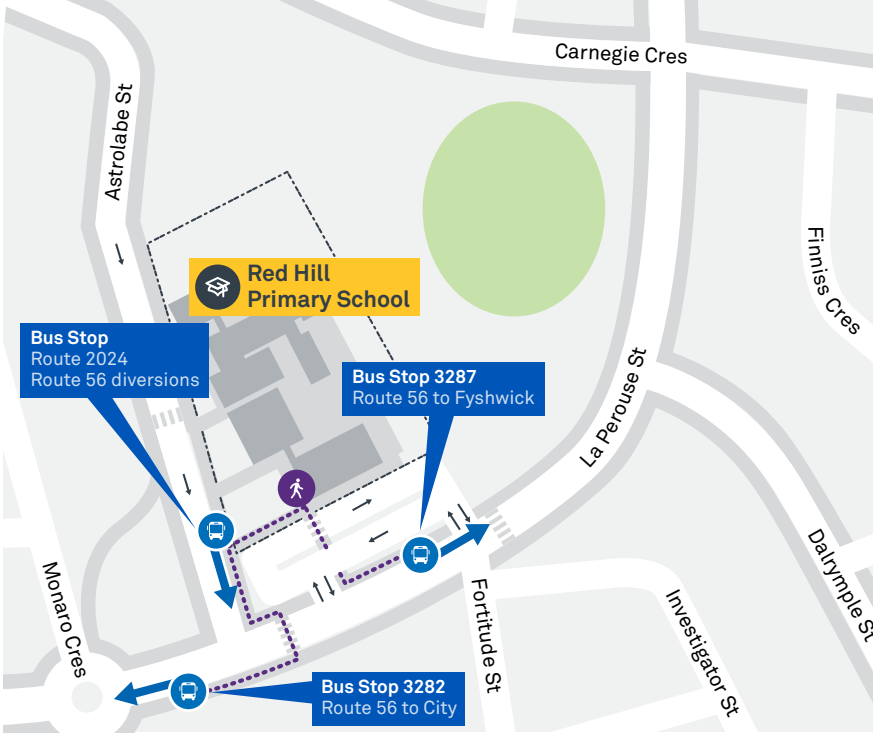 Carnegie Cres
Astrolabe St
Finniss Cres
Red Hill
Primary School
Bus Stop
Route 2024
Route 56 diversions
Bus Stop 3287
Route 56 to Fyshwick
La Perouse St
Dalrymple St
Monaro Cres
Fortitude St
Investigator St
Bus Stop 3282
Route 56 to City